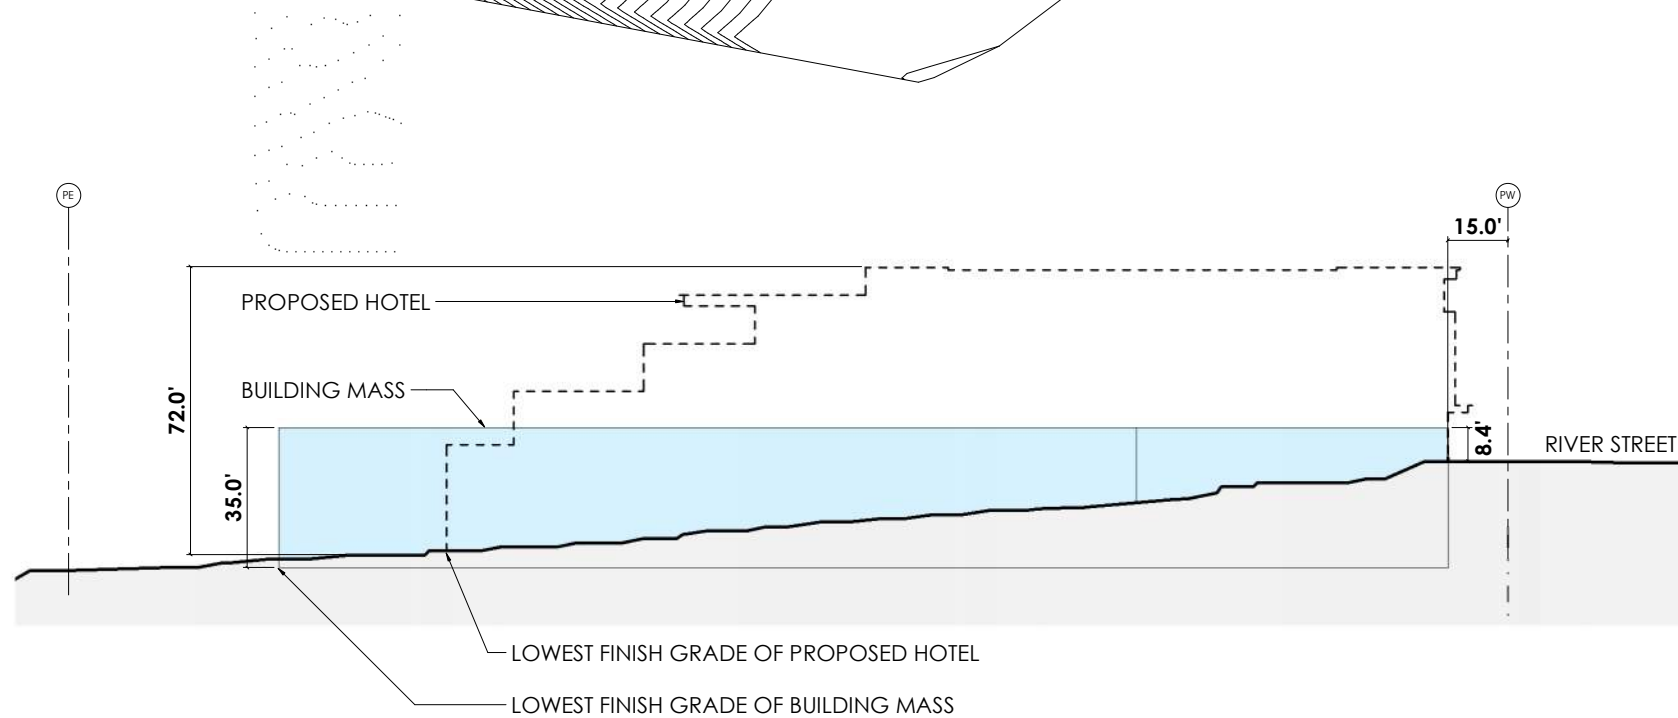 PE
PW
15.0'
PROPOSED HOTEL
BUILDING MASS
72.0'
35.0'
8.4'
RIVER STREET
LOWEST FINISH GRADE OF PROPOSED HOTEL
LOWEST FINISH GRADE OF BUILDING MASS